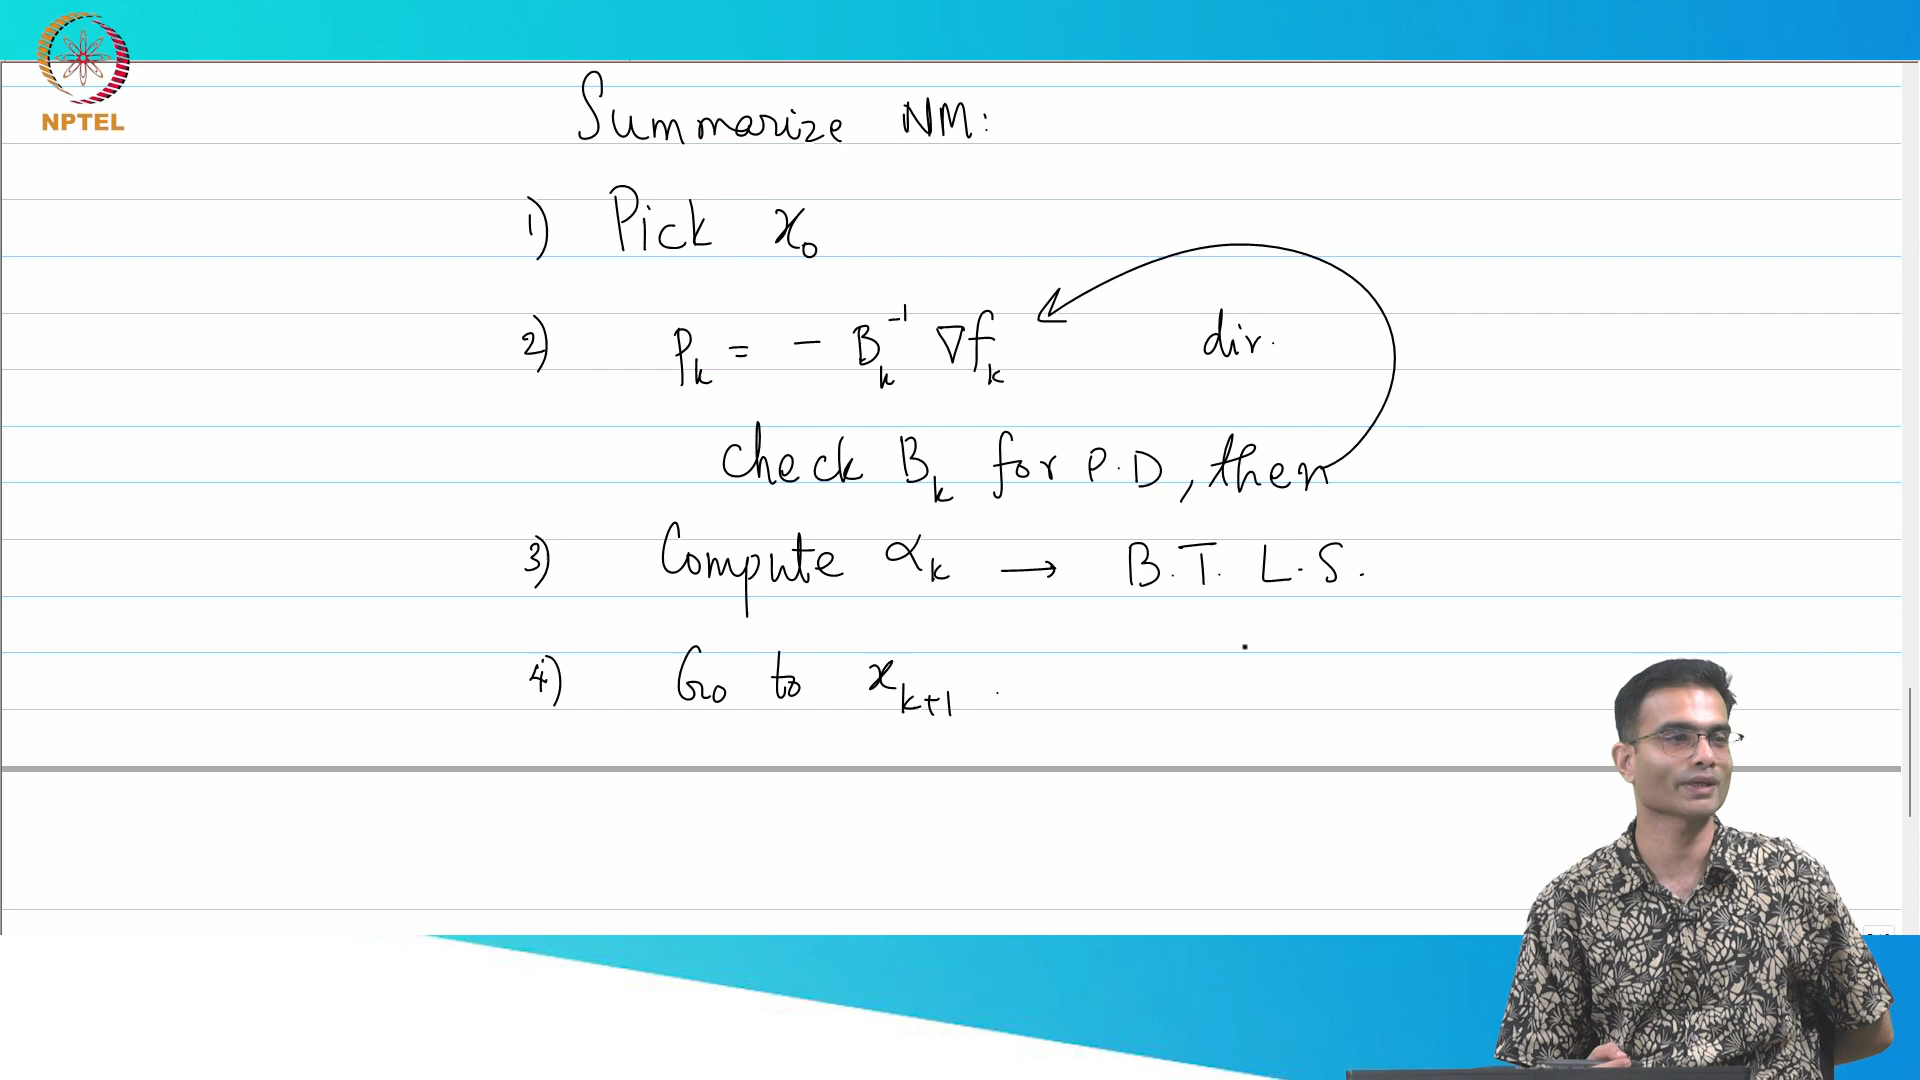 NPTEL
Summarize NM:
1) Pick x₀
2) Pₖ = - Bₖ⁻¹ ∇fₖ dir.
check Bₖ for P.D, then
3) Compute αₖ → B.T. L.S.
4) Go to xₖ₊₁.